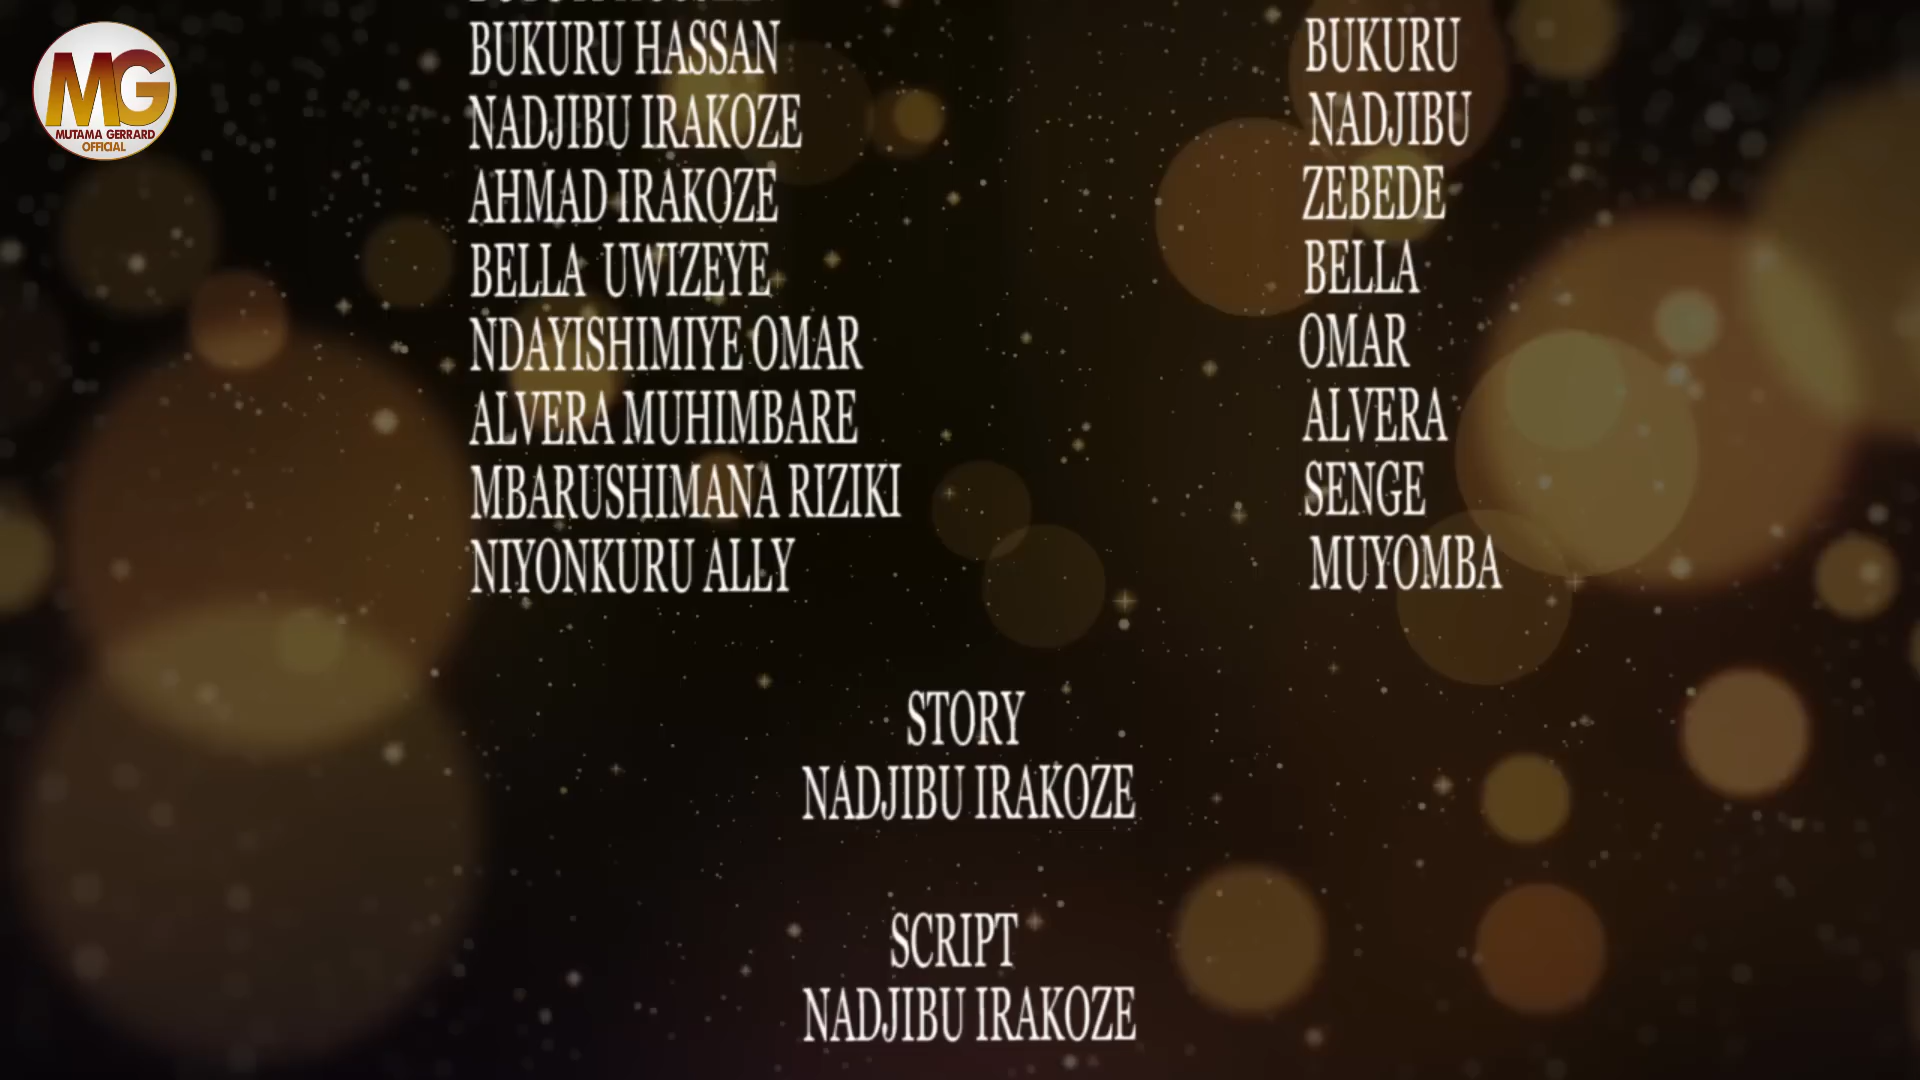 MG
MUTAMA GERRARD
OFFICIAL
BUKURU HASSAN BUKURU
NADJIBU IRAKOZE NADJIBU
AHMAD IRAKOZE ZEBEDE
BELLA UWIZEYE BELLA
NDAYISHIMIYE OMAR OMAR
ALVERA MUHIMBARE ALVERA
MBARUSHIMANA RIZIKI SENGE
NIYONKURU ALLY MUYOMBA
STORY
NADJIBU IRAKOZE
SCRIPT
NADJIBU IRAKOZE